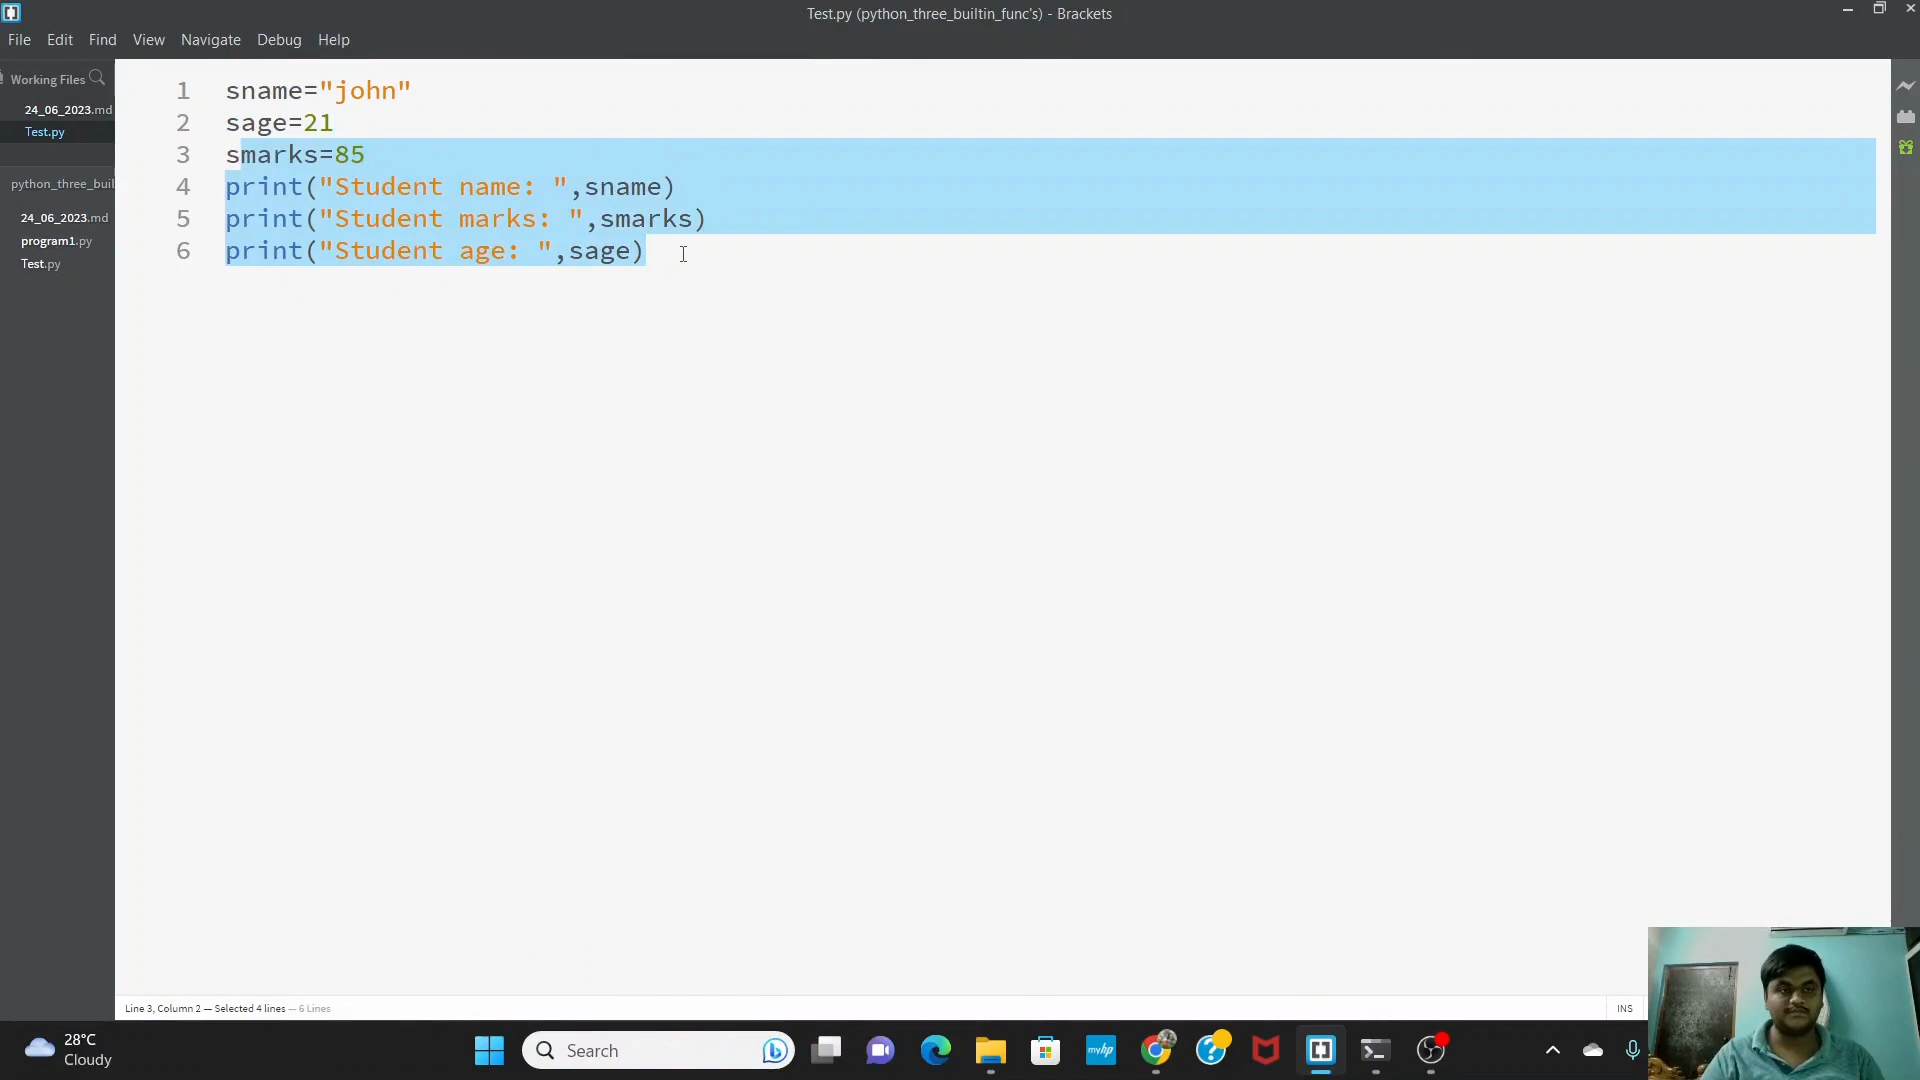 Test.py (python_three_builtin_func's) - Brackets
File Edit Find View Navigate Debug Help
Working Files
24_06_2023.md
Test.py
python_three_buil
24_06_2023.md
program1.py
Test.py
1 sname="john"
2 sage=21
3 smarks=85
4 print("Student name: ",sname)
5 print("Student marks: ",smarks)
6 print("Student age: ",sage)
Line 3, Column 2 — Selected 4 lines — 6 Lines
INS
28°C
Cloudy
Search
myhp